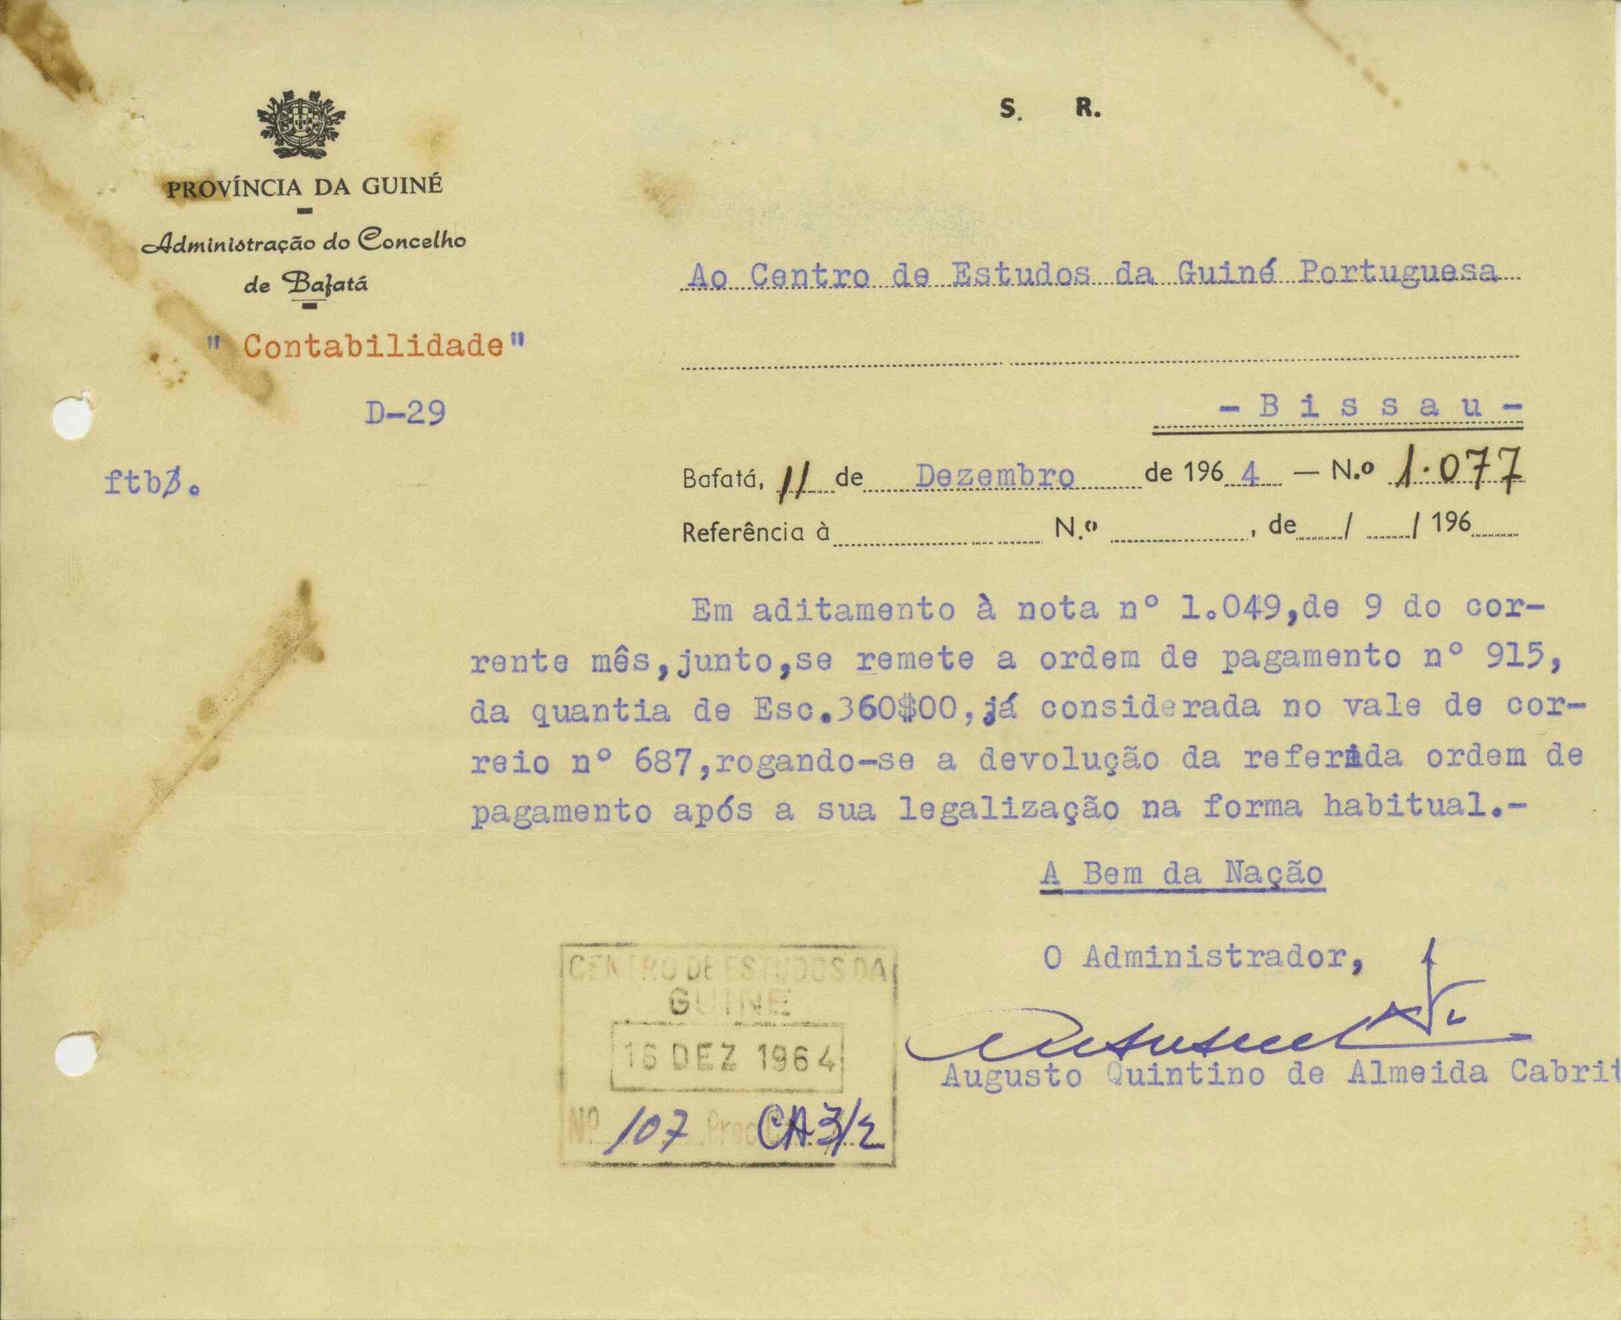 S. R.
PROVÍNCIA DA GUINÉ
Administração do Concelho
de Bafatá
" Contabilidade"
D-29
ftb/.
Ao Centro de Estudos da Guiné Portuguesa
- B i s s a u -
Bafatá, 11 de Dezembro de 1964 — N.º 1.077
Referência à N.º , de / / 196
Em aditamento à nota nº 1.049,de 9 do cor-
rente mês,junto,se remete a ordem de pagamento nº 915,
da quantia de Esc.360$00,já considerada no vale de cor-
reio nº 687,rogando-se a devolução da referida ordem de
pagamento após a sua legalização na forma habitual.-
A Bem da Nação
O Administrador,
Augusto Quintino de Almeida Cabrit
CENTRO DE ESTUDOS DA
GUINÉ
16 DEZ 1964
Nº 107 Proc CA 3/2